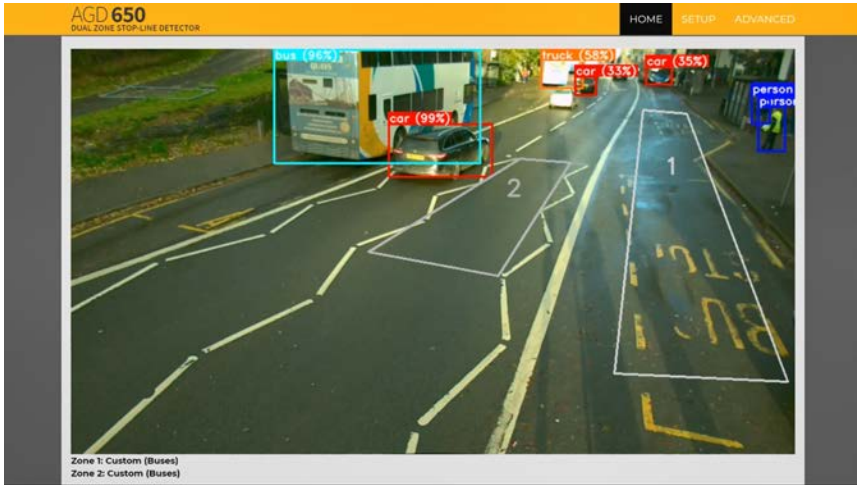 AGD 650
DUAL ZONE STOP-LINE DETECTOR
HOME SETUP ADVANCED
bus (96%)
truck (58%)
car (33%)
car (35%)
person
person
car (99%)
1
2
STOP
BUS
Zone 1: Custom (Buses)
Zone 2: Custom (Buses)